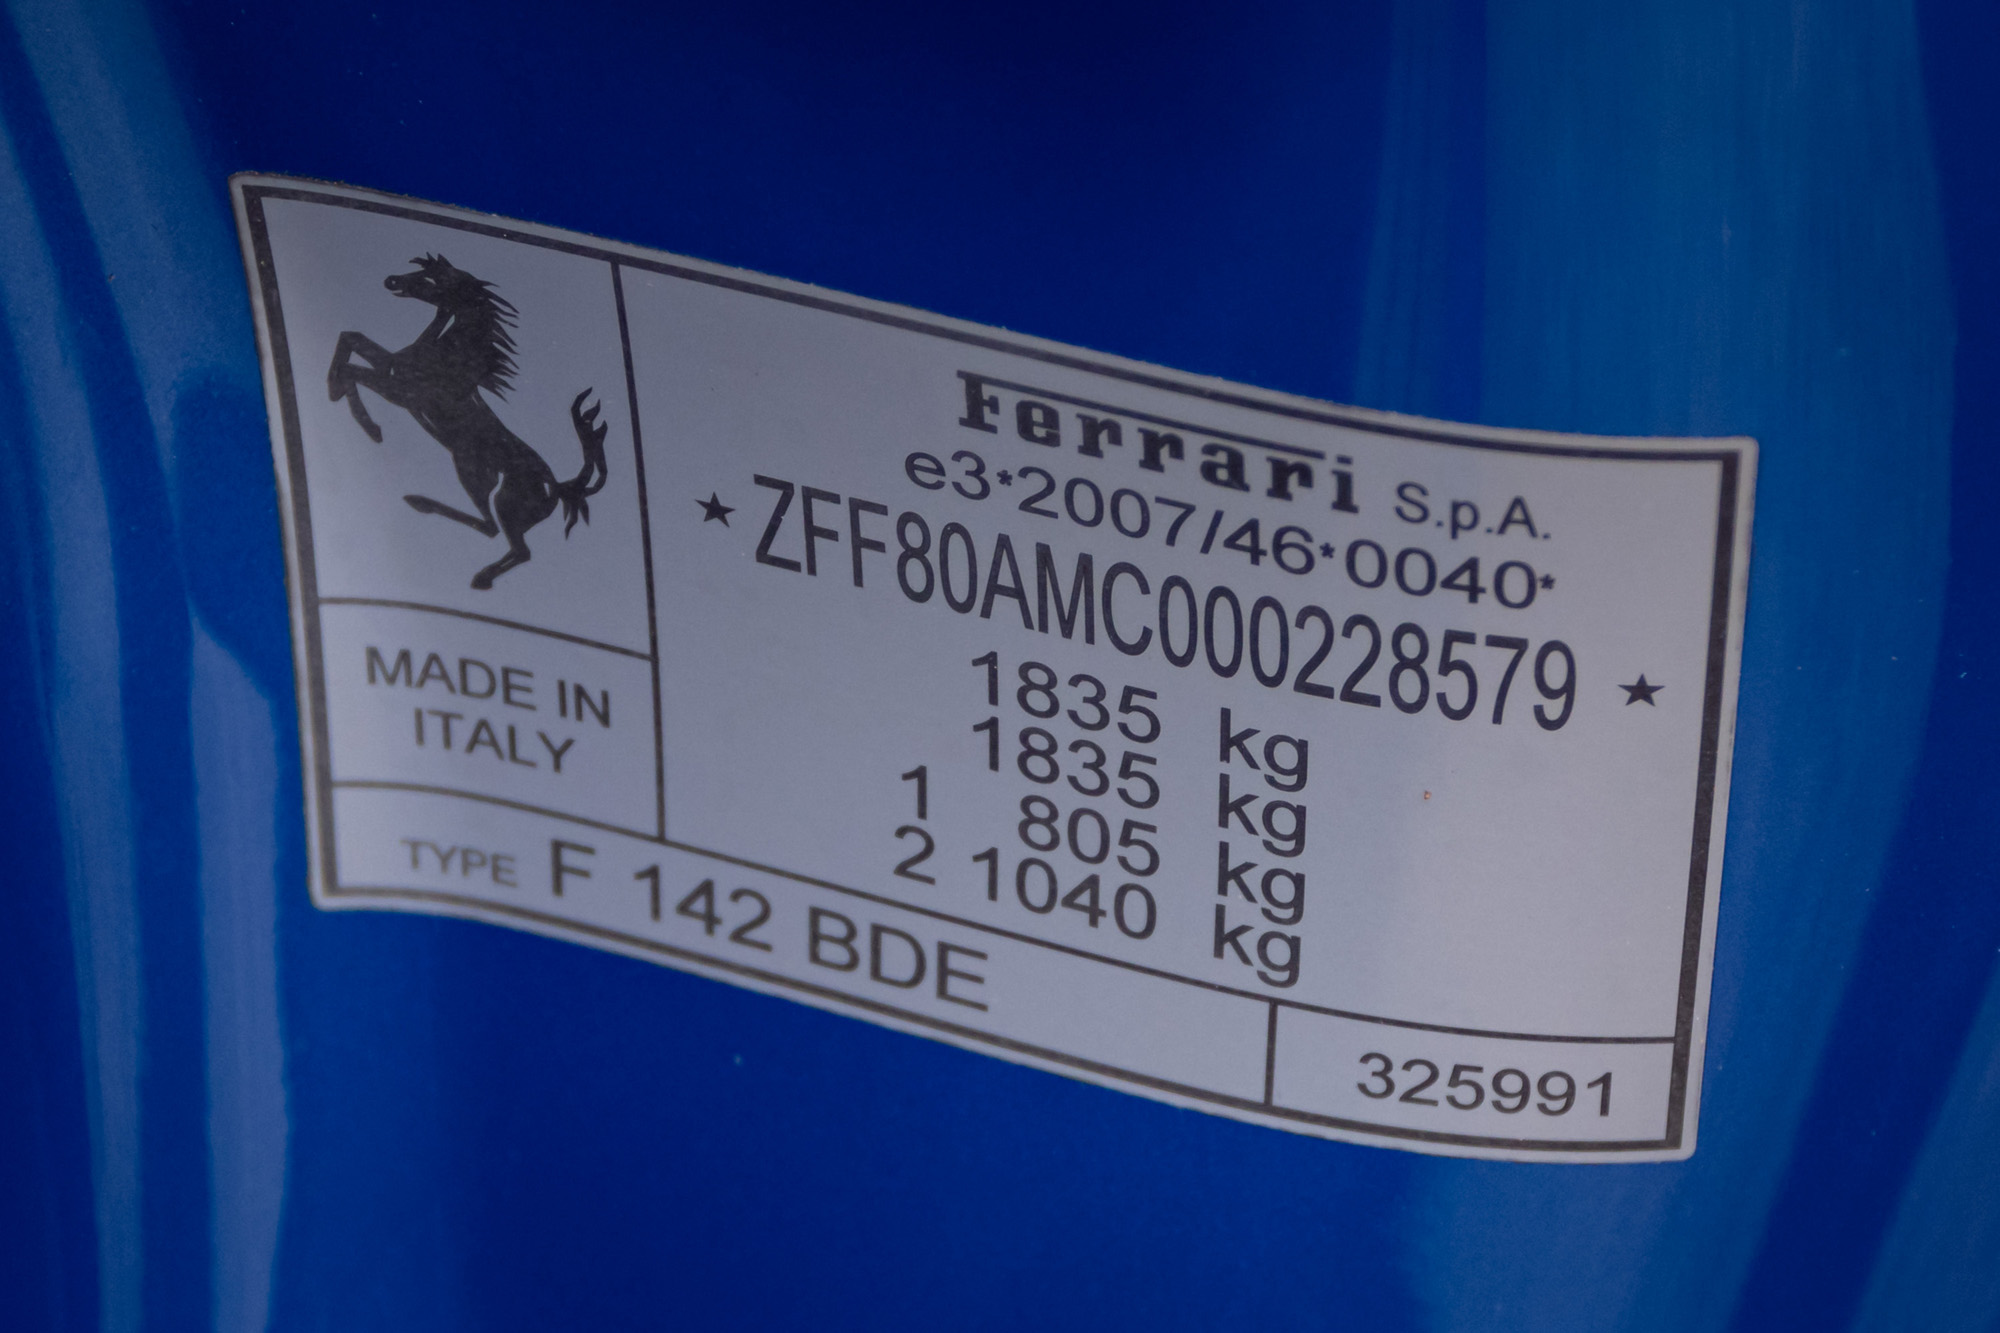 Ferrari S.p.A.
e3*2007/46*0040*
★ ZFF80AMC000228579 ★
1835 kg
1835 kg
1 805 kg
2 1040 kg
MADE IN
ITALY
TYPE F 142 BDE
325991